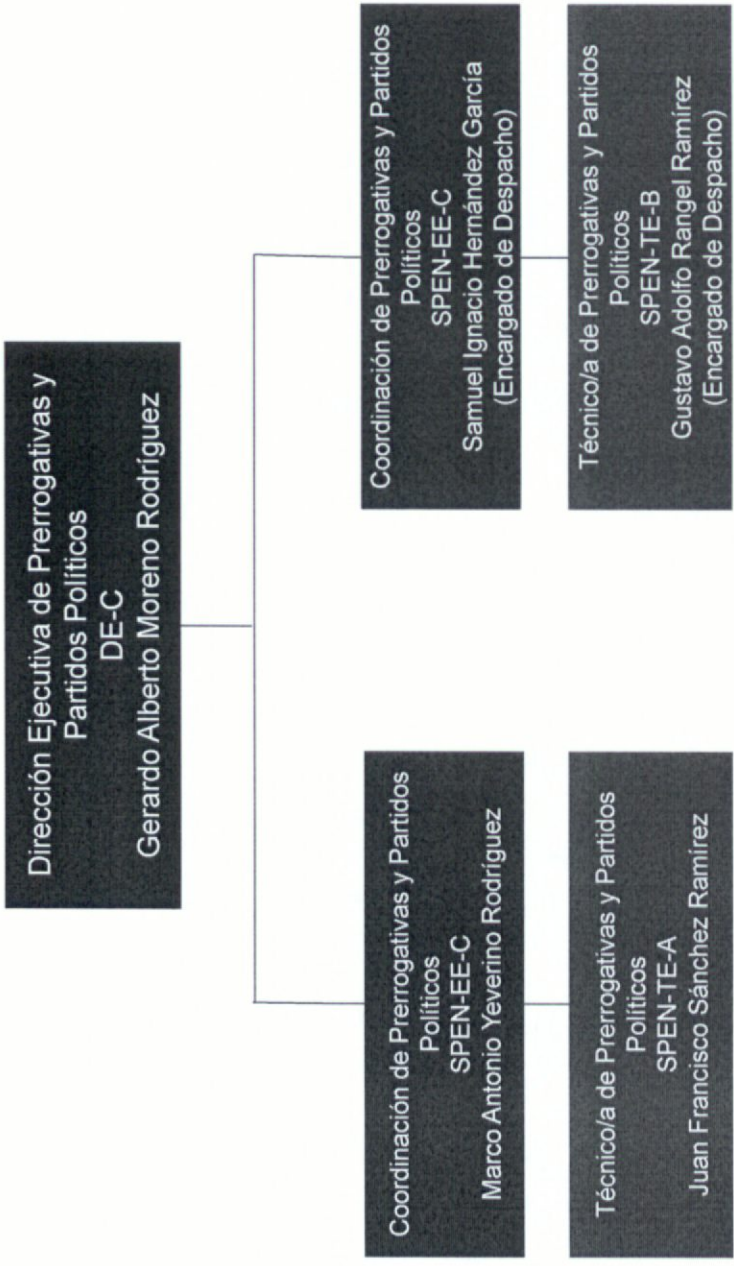 Dirección Ejecutiva de Prerrogativas y
Partidos Políticos
DE-C
Gerardo Alberto Moreno Rodríguez
Coordinación de Prerrogativas y Partidos
Políticos
SPEN-EE-C
Marco Antonio Yeverino Rodríguez
Técnico/a de Prerrogativas y Partidos
Políticos
SPEN-TE-A
Juan Francisco Sánchez Ramírez
Coordinación de Prerrogativas y Partidos
Políticos
SPEN-EE-C
Samuel Ignacio Hernández García
(Encargado de Despacho)
Técnico/a de Prerrogativas y Partidos
Políticos
SPEN-TE-B
Gustavo Adolfo Rangel Ramírez
(Encargado de Despacho)